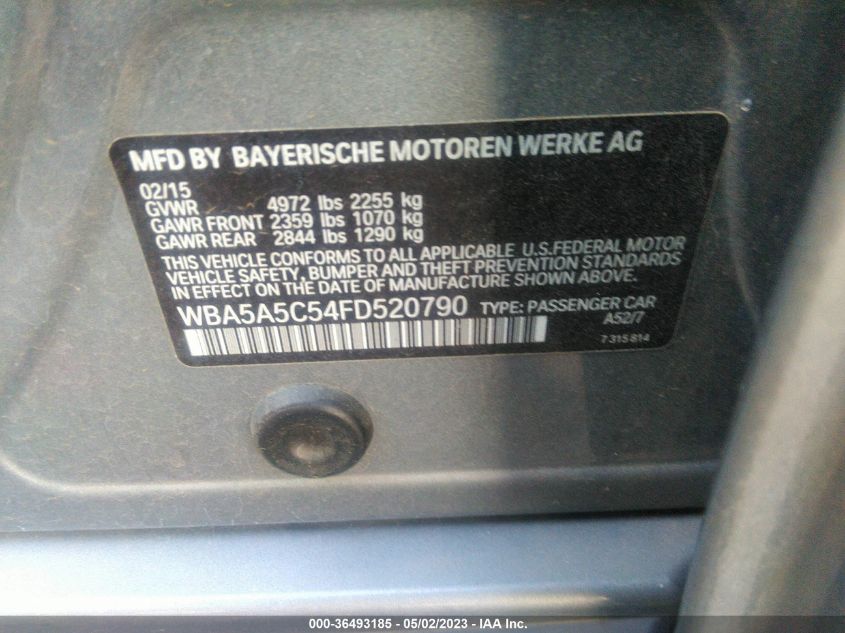 MFD BY BAYERISCHE MOTOREN WERKE AG
02/15
GVWR 4972 lbs 2255 kg
GAWR FRONT 2359 lbs 1070 kg
GAWR REAR 2844 lbs 1290 kg
THIS VEHICLE CONFORMS TO ALL APPLICABLE U.S.FEDERAL MOTOR
VEHICLE SAFETY, BUMPER AND THEFT PREVENTION STANDARDS
IN EFFECT ON THE DATE OF MANUFACTURE SHOWN ABOVE.
WBA5A5C54FD520790 TYPE: PASSENGER CAR
A52/7
7 315 814
000-36493185 - 05/02/2023 - IAA Inc.